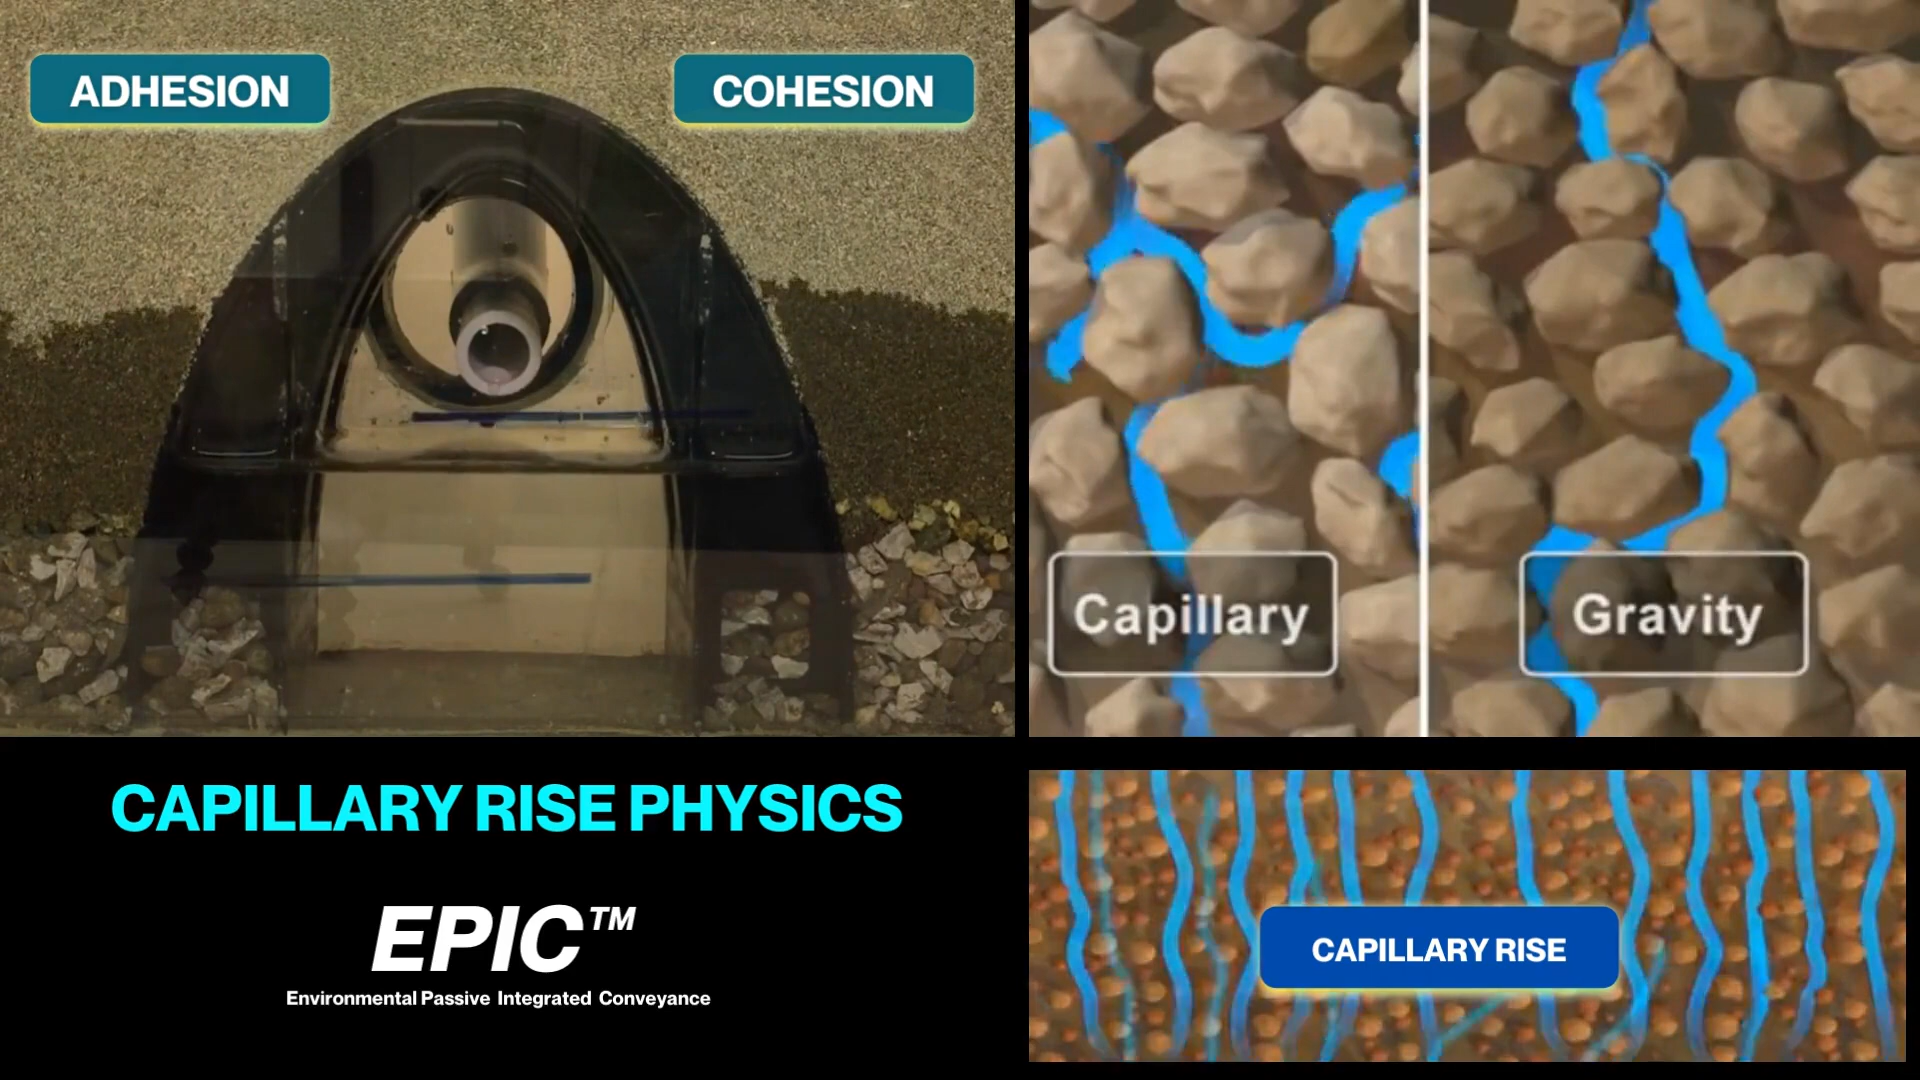 ADHESION
COHESION
Capillary
Gravity
CAPILLARY RISE PHYSICS
EPIC™
Environmental Passive Integrated Conveyance
CAPILLARY RISE